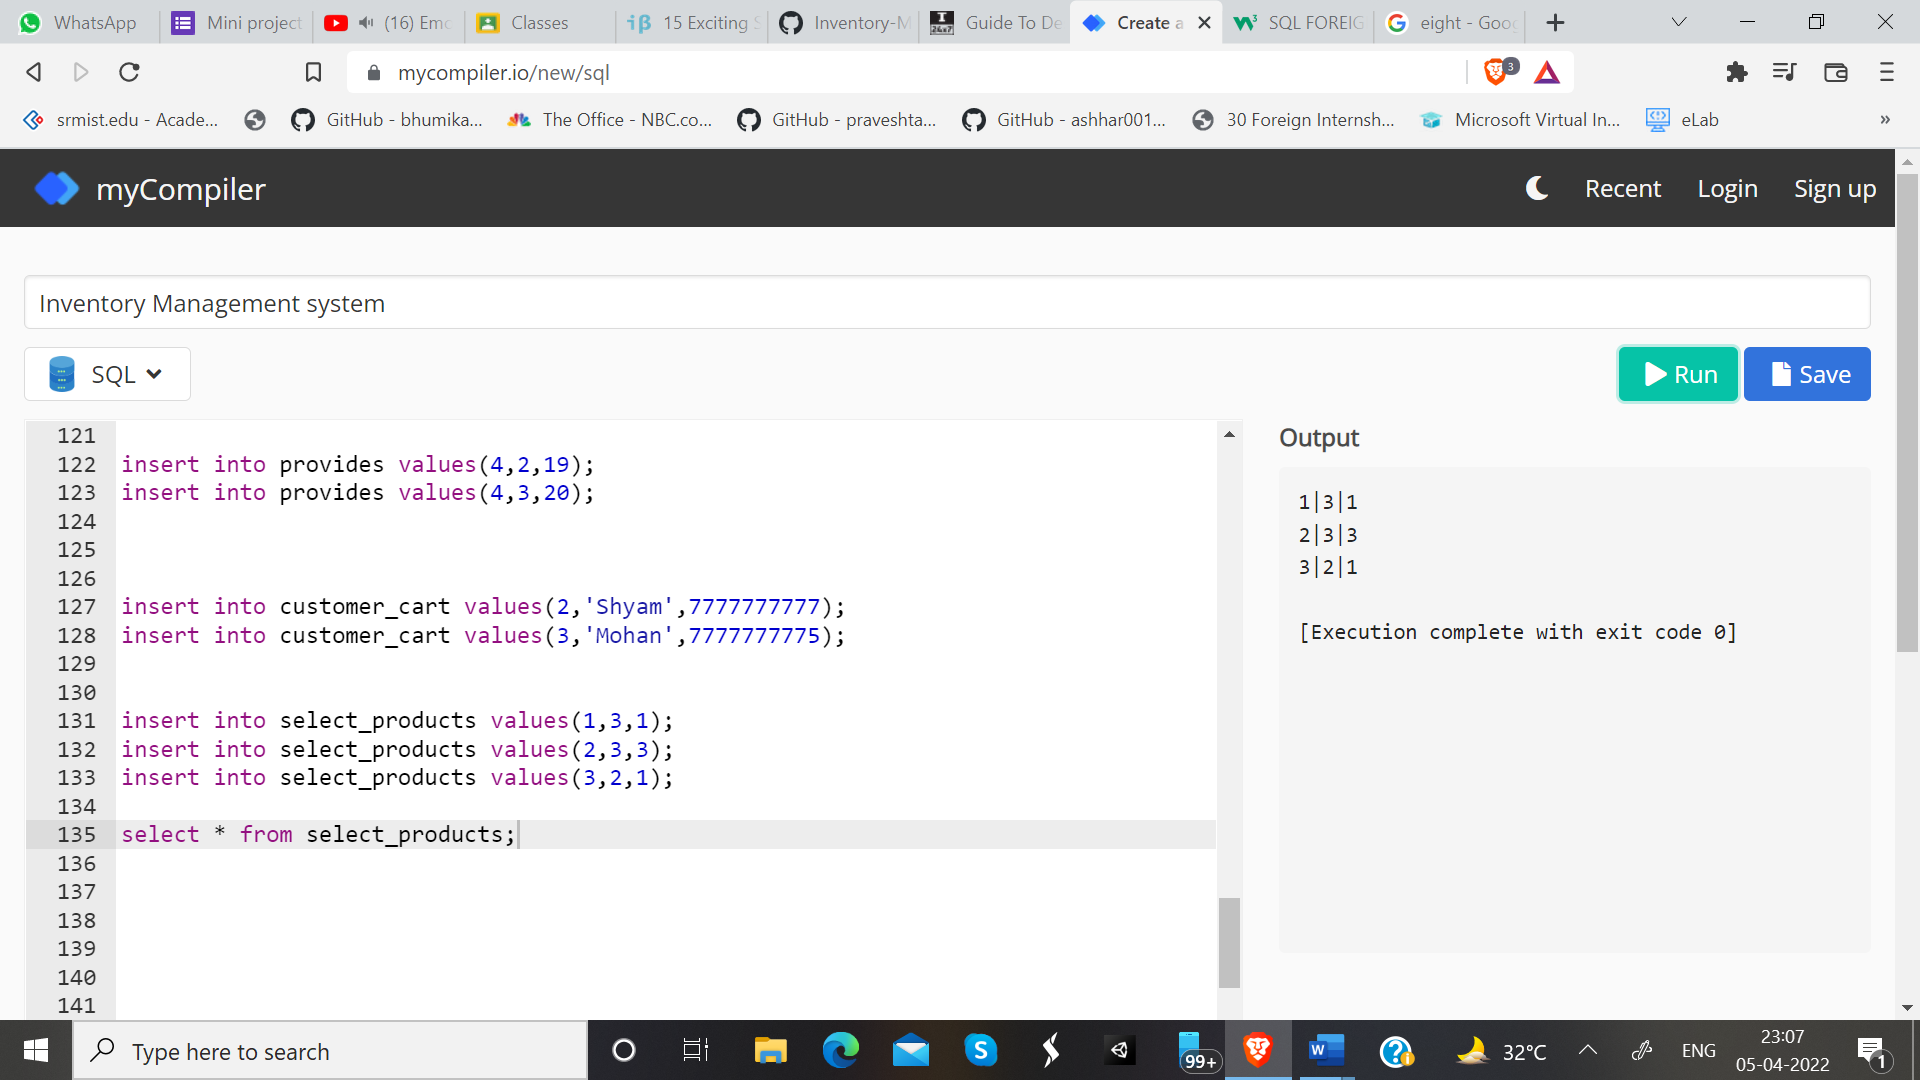 WhatsApp
Mini project
(16) Emo
Classes
15 Exciting S
Inventory-M
Guide To De
Create a
SQL FOREIG
eight - Goog
mycompiler.io/new/sql
3
srmist.edu - Acade...
GitHub - bhumika...
The Office - NBC.co...
GitHub - praveshta...
GitHub - ashhar001...
30 Foreign Internsh...
Microsoft Virtual In...
eLab
»
myCompiler
Recent
Login
Sign up
Inventory Management system
SQL
Run
Save
121
122 insert into provides values(4,2,19);
123 insert into provides values(4,3,20);
124
125
126
127 insert into customer_cart values(2,'Shyam',7777777777);
128 insert into customer_cart values(3,'Mohan',7777777775);
129
130
131 insert into select_products values(1,3,1);
132 insert into select_products values(2,3,3);
133 insert into select_products values(3,2,1);
134
135 select * from select_products;
136
137
138
139
140
141
Output
1|3|1
2|3|3
3|2|1
[Execution complete with exit code 0]
Type here to search
99+
32°C
ENG
23:07
05-04-2022
1